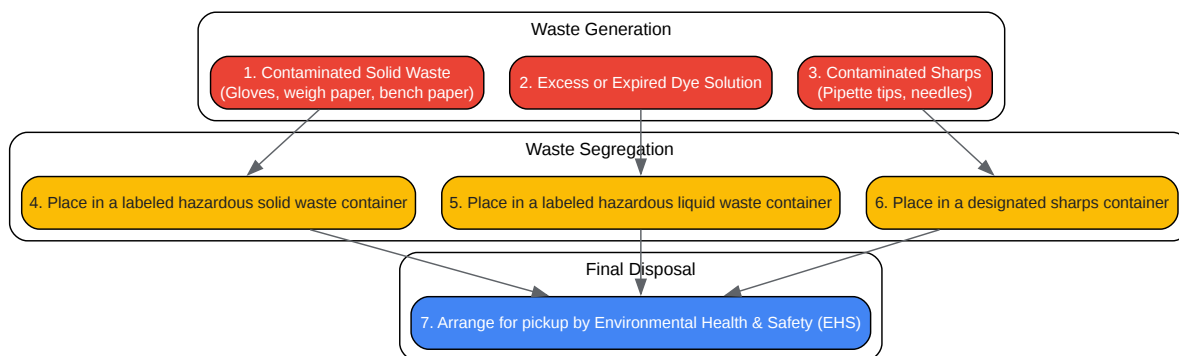 Waste Generation
1. Contaminated Solid Waste
(Gloves, weigh paper, bench paper)
2. Excess or Expired Dye Solution
3. Contaminated Sharps
(Pipette tips, needles)
Waste Segregation
4. Place in a labeled hazardous solid waste container
5. Place in a labeled hazardous liquid waste container
6. Place in a designated sharps container
Final Disposal
7. Arrange for pickup by Environmental Health & Safety (EHS)